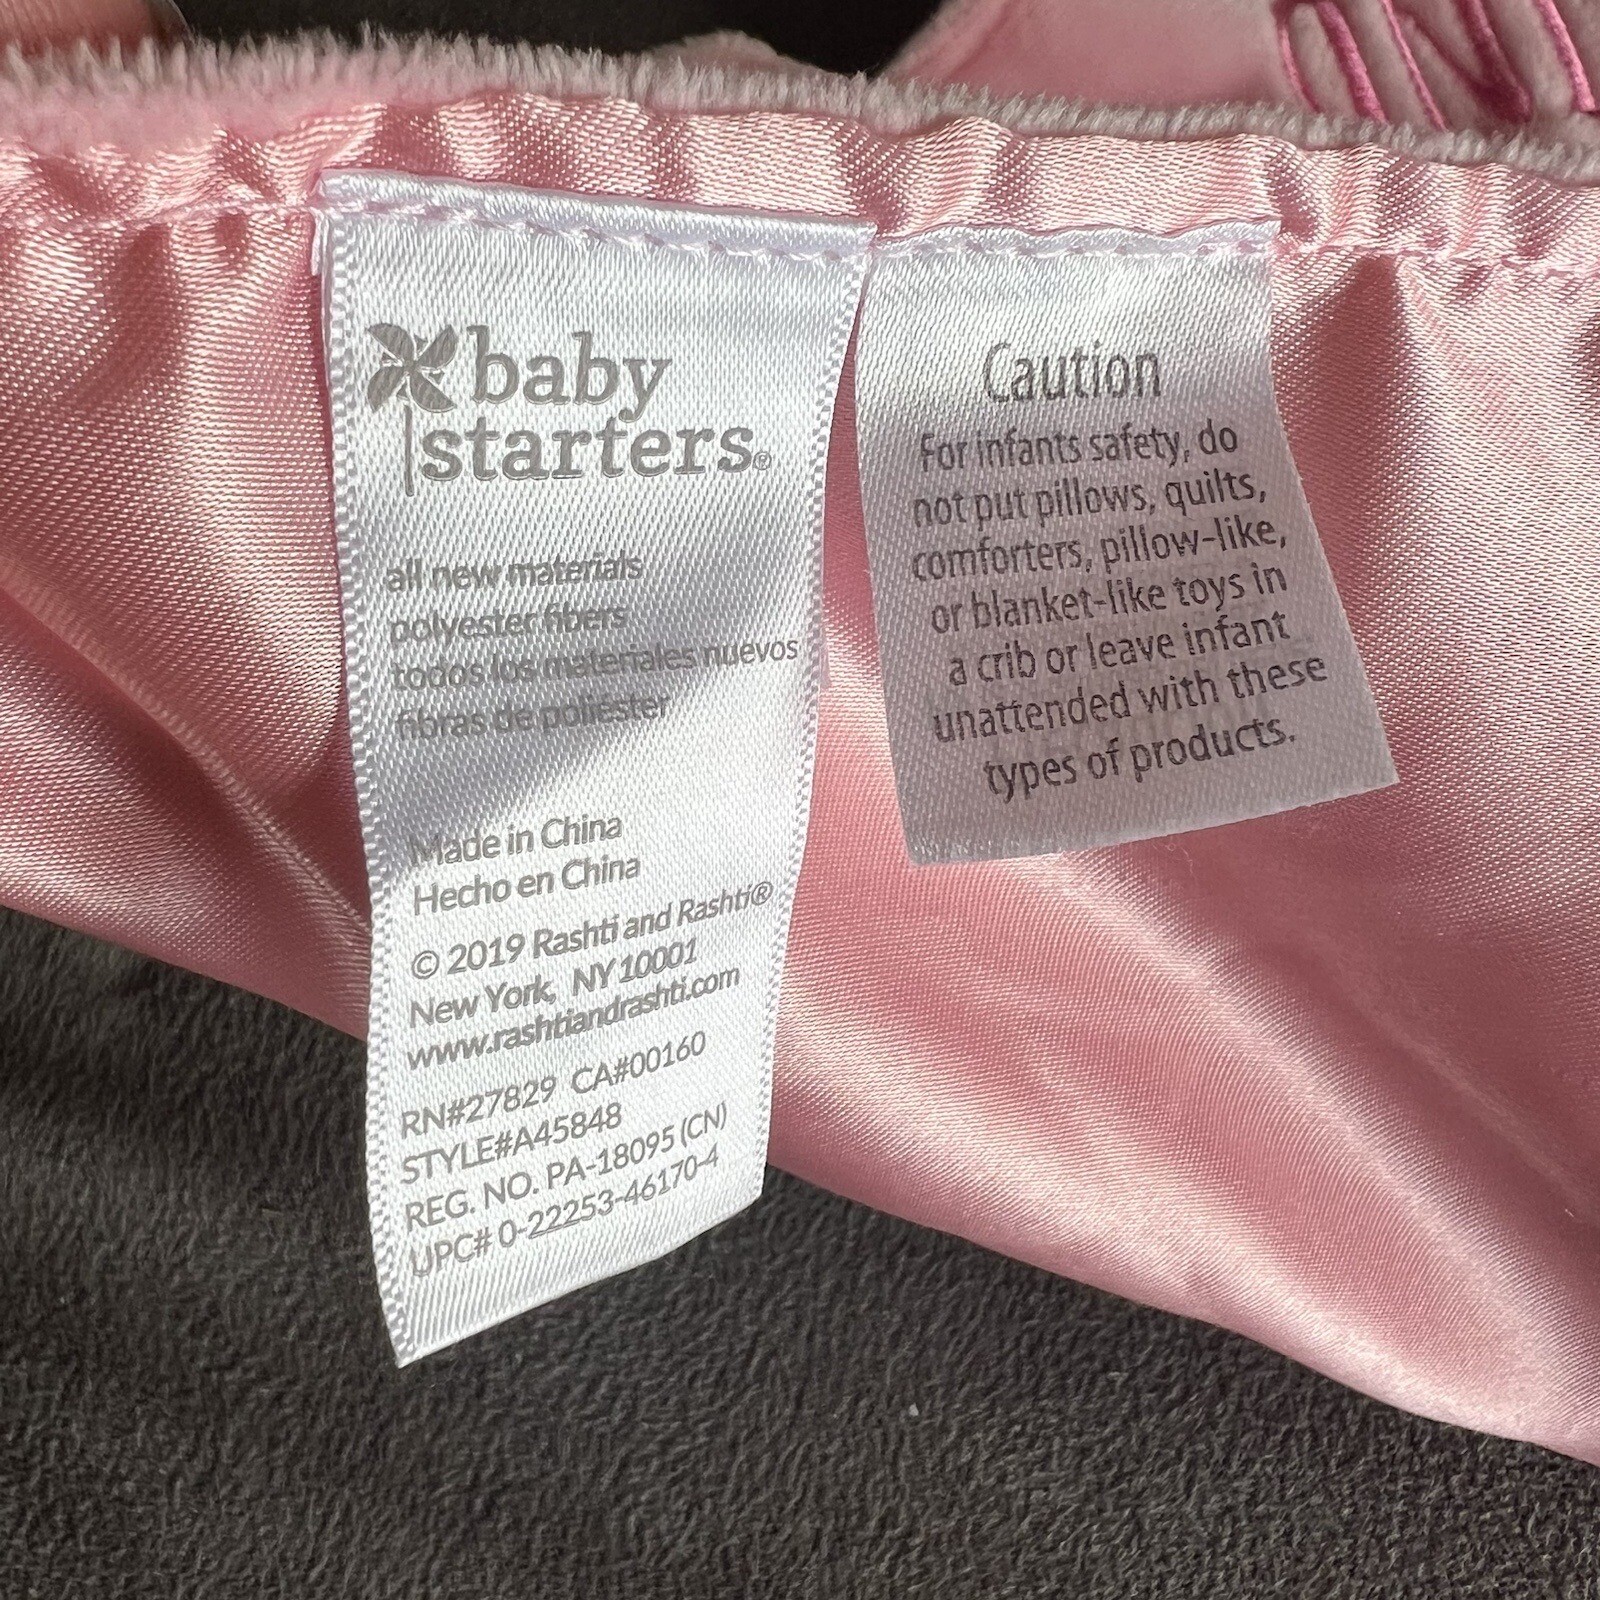 baby
starters®
all new materials
polyester fibers
todos los materiales nuevos
fibras de poliéster
Made in China
Hecho en China
© 2019 Rashti and Rashti®
New York, NY 10001
www.rashtiandrashti.com
RN#27829 CA#00160
STYLE#A45848
REG. NO. PA-18095 (CN)
UPC# 0-22253-46170-4
Caution
For infants safety, do
not put pillows, quilts,
comforters, pillow-like,
or blanket-like toys in
a crib or leave infant
unattended with these
types of products.